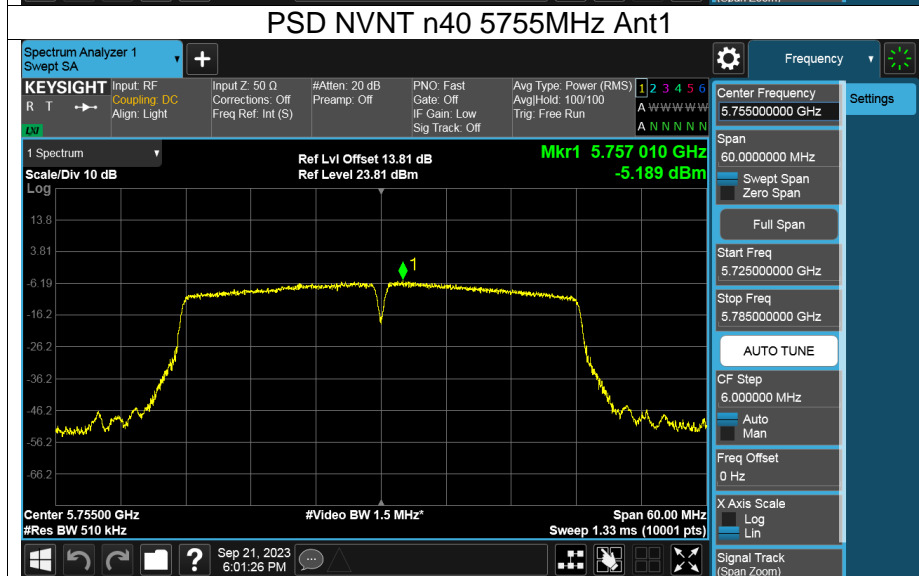 (Span Zoom)
PSD NVNT n40 5755MHz Ant1
Spectrum Analyzer 1
Swept SA
+
Frequency
KEYSIGHT Input: RF
R T Coupling: DC
Align: Light
LXI
Input Z: 50 Ω
Corrections: Off
Freq Ref: Int (S)
#Atten: 20 dB
Preamp: Off
PNO: Fast
Gate: Off
IF Gain: Low
Sig Track: Off
Avg Type: Power (RMS)
Avg|Hold: 100/100
Trig: Free Run
1 2 3 4 5 6
A W W W W W
A N N N N N
1 Spectrum
Scale/Div 10 dB
Log
Ref Lvl Offset 13.81 dB
Ref Level 23.81 dBm
Mkr1 5.757 010 GHz
-5.189 dBm
13.8
3.81
-6.19
-16.2
-26.2
-36.2
-46.2
-56.2
-66.2
1
Center 5.75500 GHz
#Res BW 510 kHz
#Video BW 1.5 MHz*
Span 60.00 MHz
Sweep 1.33 ms (10001 pts)
Center Frequency
5.755000000 GHz
Settings
Span
60.0000000 MHz
Swept Span
Zero Span
Full Span
Start Freq
5.725000000 GHz
Stop Freq
5.785000000 GHz
AUTO TUNE
CF Step
6.000000 MHz
Auto
Man
Freq Offset
0 Hz
X Axis Scale
Log
Lin
Signal Track
(Span Zoom)
?
Sep 21, 2023
6:01:26 PM